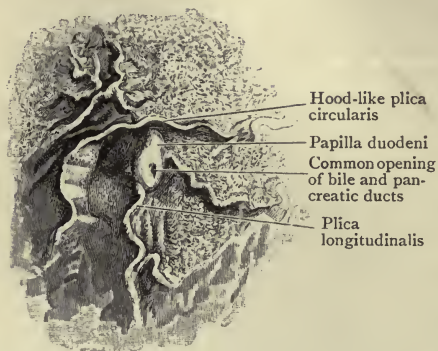 Hood-like plica
circularis
Papilla duodeni
Common opening
of bile and pan-
creatic ducts
Plica
longitudinalis